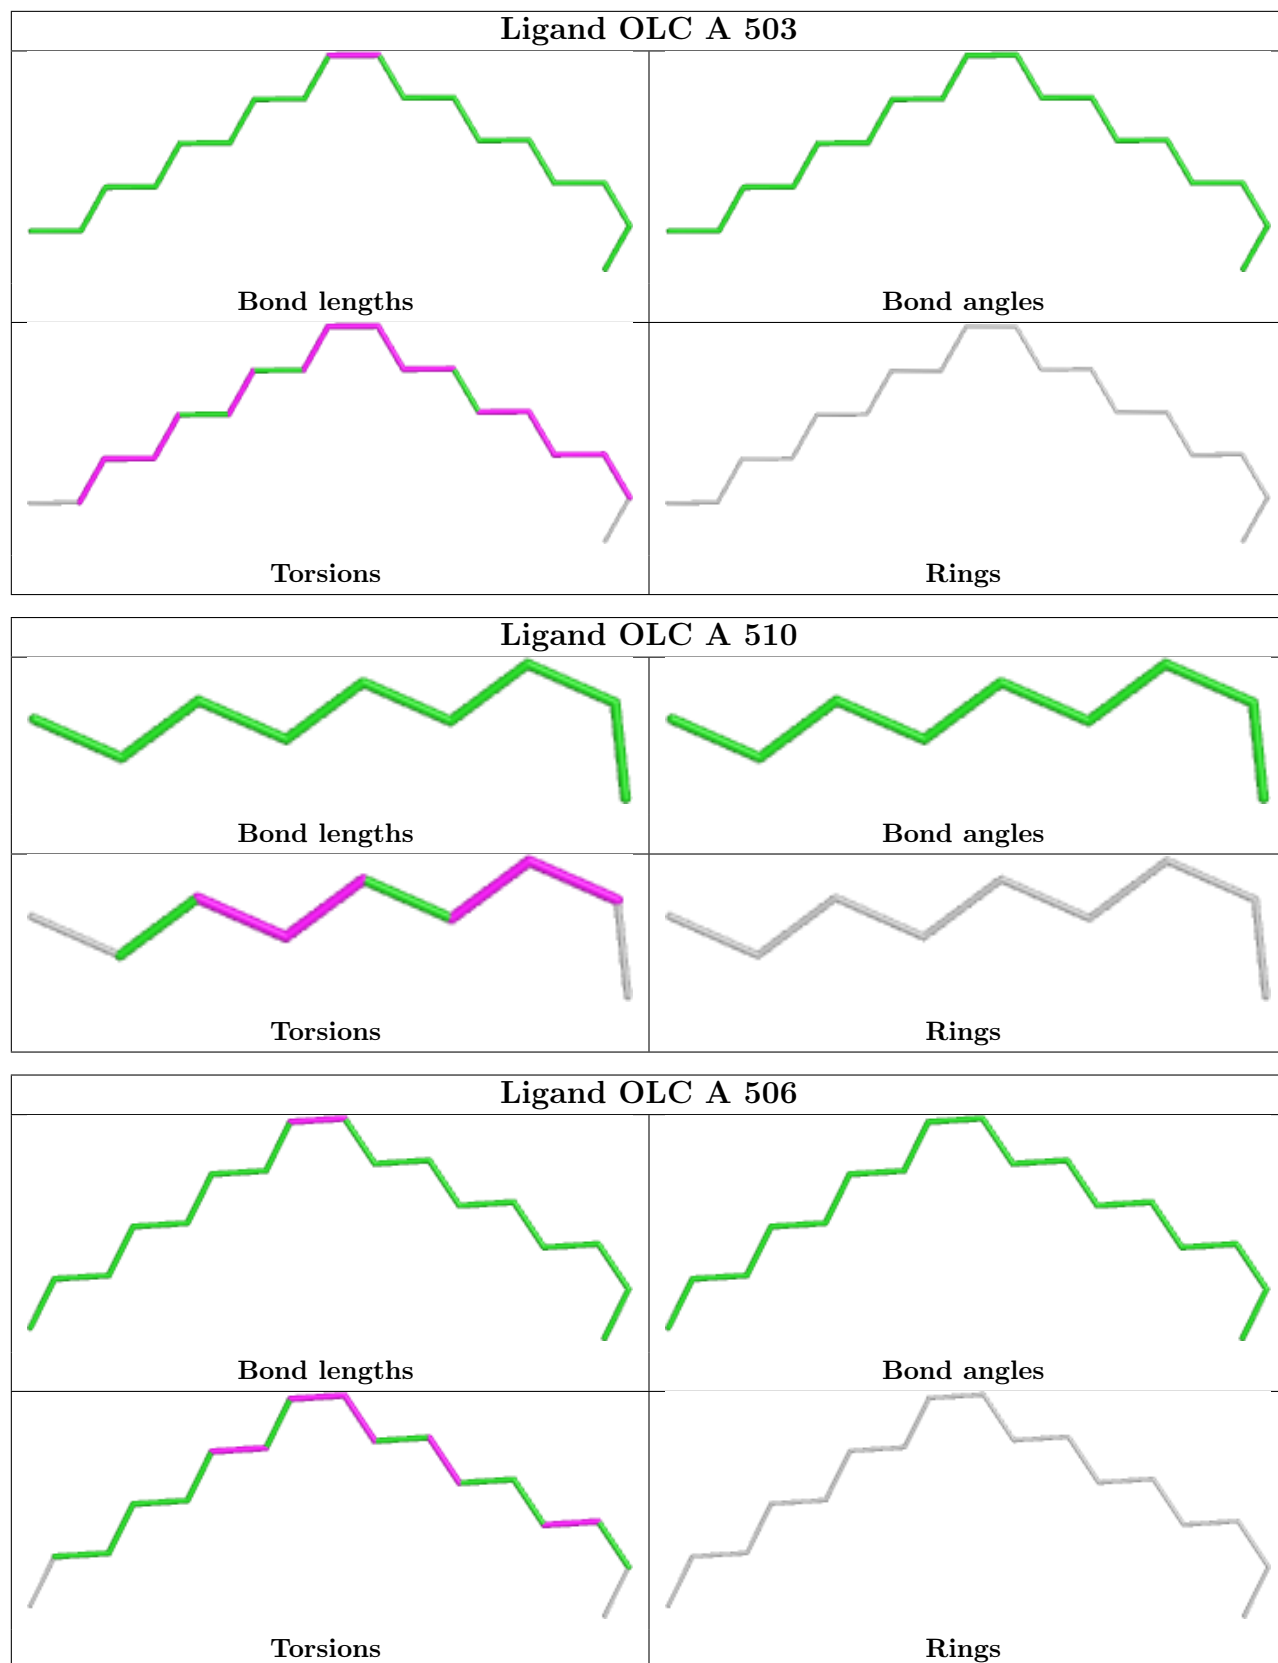 Ligand OLC A 503
Bond lengths
Bond angles
Torsions
Rings
Ligand OLC A 510
Bond lengths
Bond angles
Torsions
Rings
Ligand OLC A 506
Bond lengths
Bond angles
Torsions
Rings